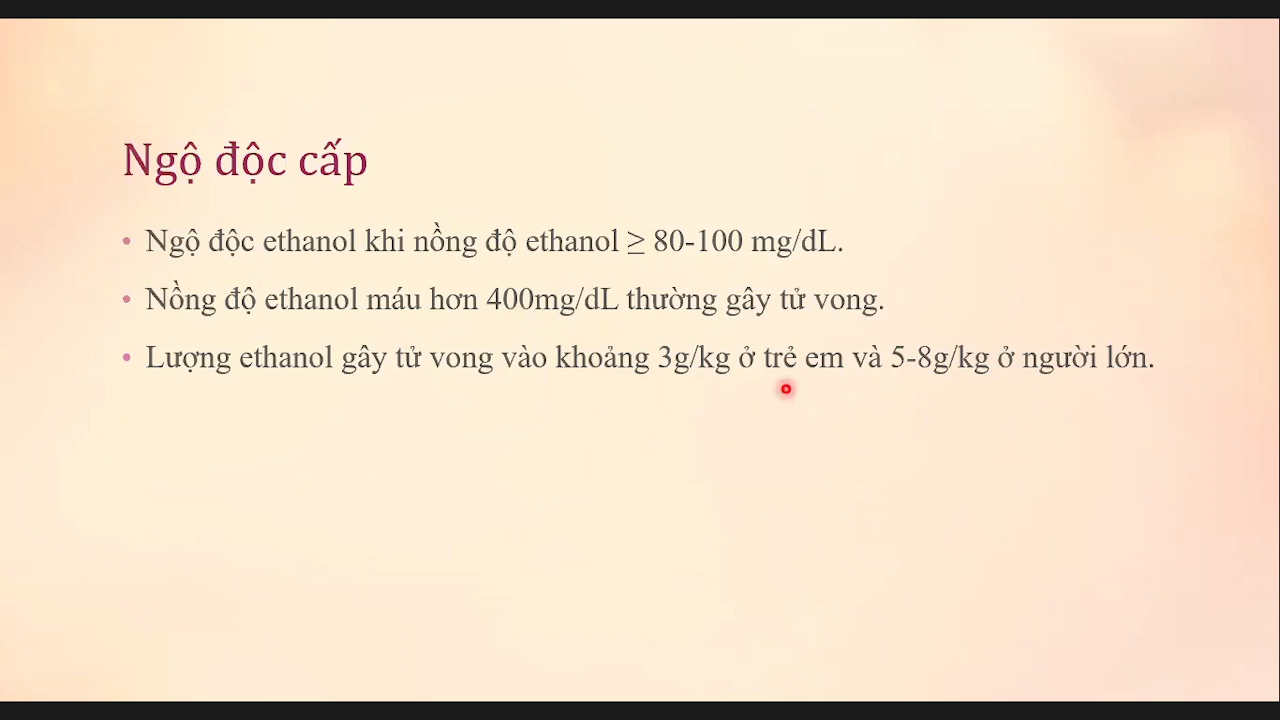 Ngộ độc cấp
• Ngộ độc ethanol khi nồng độ ethanol ≥ 80-100 mg/dL.
• Nồng độ ethanol máu hơn 400mg/dL thường gây tử vong.
• Lượng ethanol gây tử vong vào khoảng 3g/kg ở trẻ em và 5-8g/kg ở người lớn.